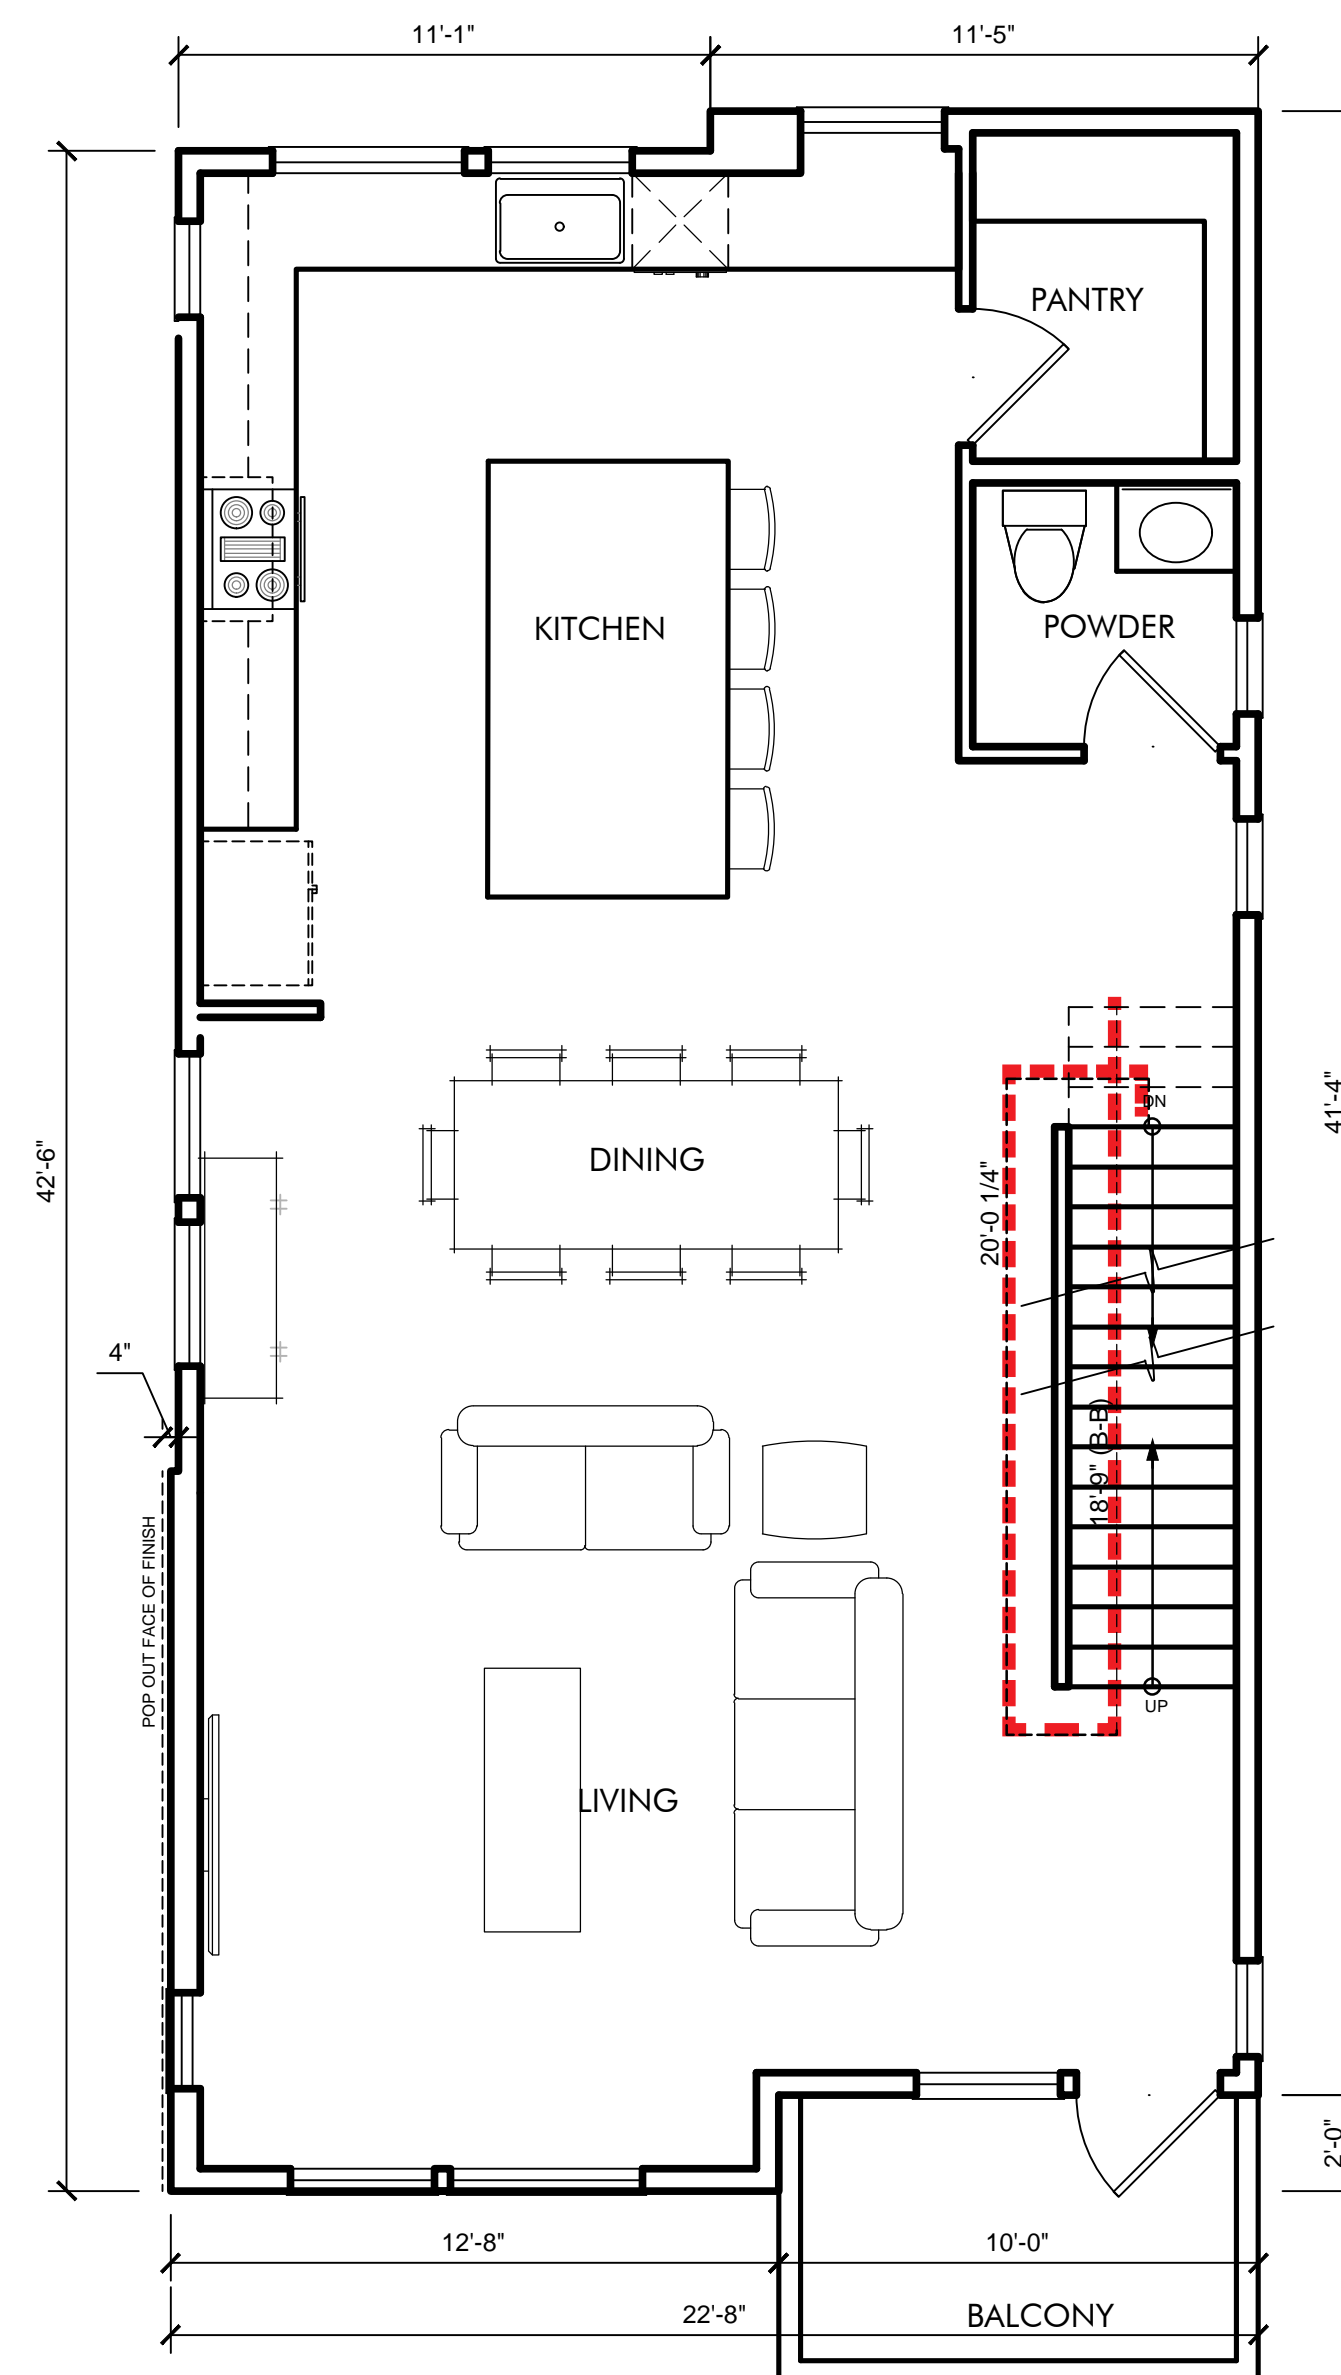 11'-1"
11'-5"
PANTRY
KITCHEN
POWDER
42'-6"
41'-4"
DN
DINING
20'-0 1/4"
4"
18'-9" (B-B)
POP OUT FACE OF FINISH
UP
LIVING
2'-0"
12'-8"
10'-0"
22'-8"
BALCONY